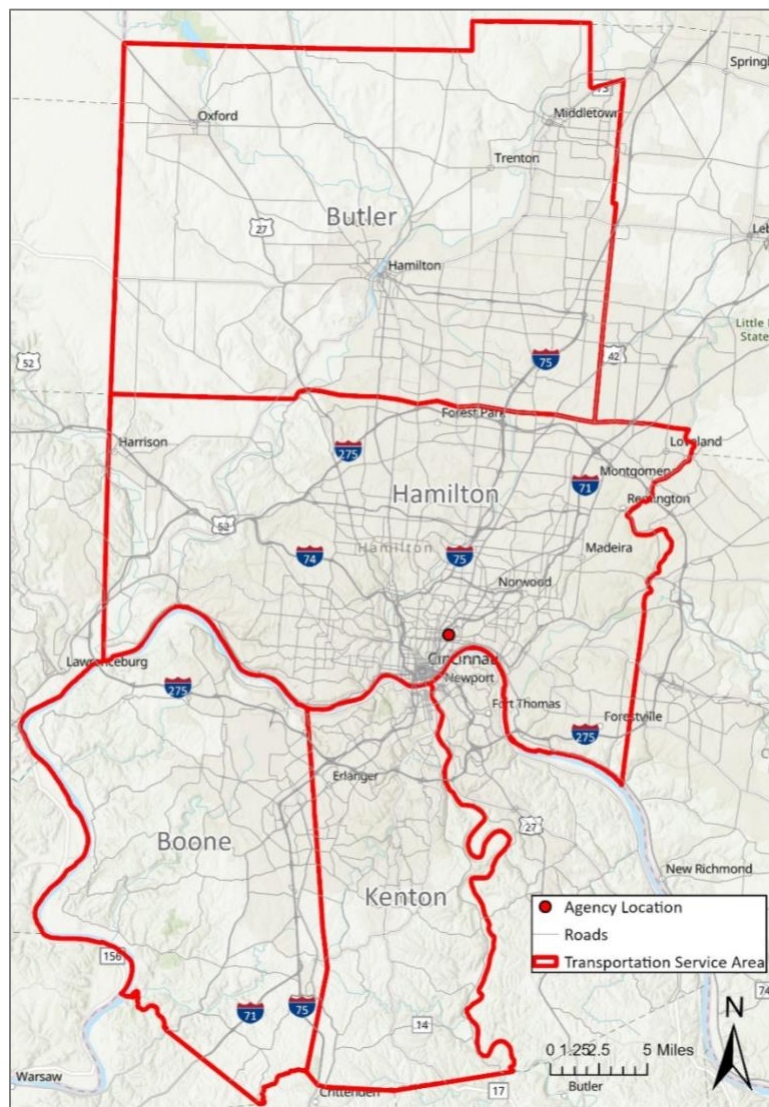 Springf
73
Oxford
Middletown
Trenton
Butler
27
Leb
Hamilton
Little
State
52
75
42
Forest Park
Harrison
Loveland
275
Montgomery
71
Hamilton
Remington
52
Hamilton
74
75
Madeira
Norwood
Cincinnati
Lawrenceburg
Newport
275
Fort Thomas
Forestville
275
Erlanger
Boone
27
Kenton
New Richmond
Agency Location
Roads
156
Transportation Service Area
74
71
75
14
N
0 1.25 2.5 5 Miles
Warsaw
Crittenden
17
Butler